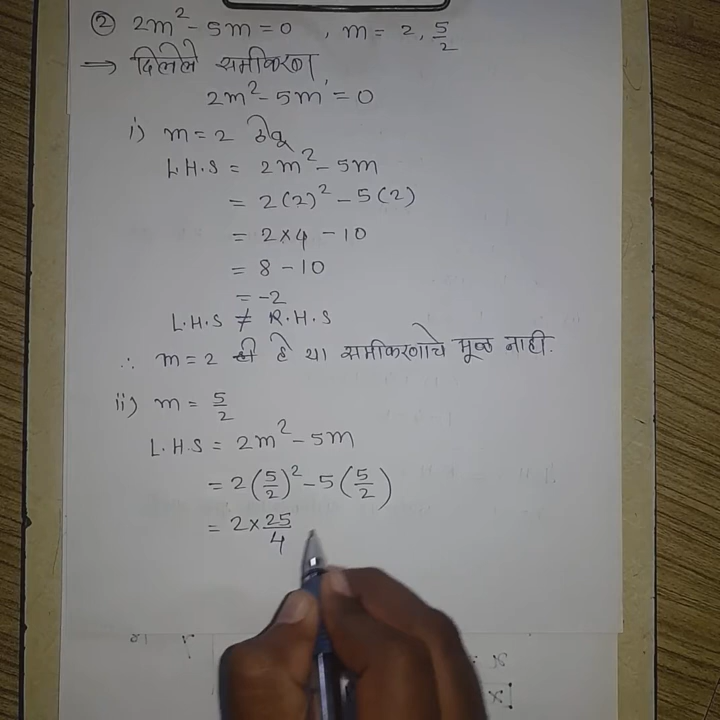 ② 2m² - 5m = 0 , m = 2, 5/2
⇒ दिलेले समीकरण,
2m² - 5m = 0
i) m = 2 ठेवू
L.H.S = 2m² - 5m
= 2(2)² - 5(2)
= 2×4 - 10
= 8 - 10
= -2
L.H.S ≠ R.H.S
∴ m = 2 हे या समीकरणाचे मूळ नाही.
ii) m = 5/2
L.H.S = 2m² - 5m
= 2(5/2)² - 5(5/2)
= 2 × 25/4